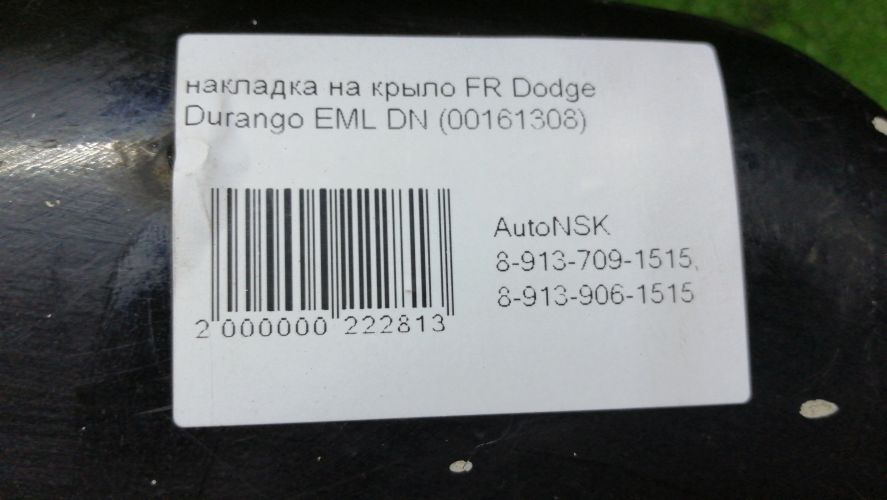 накладка на крыло FR Dodge
Durango EML DN (00161308)
AutoNSK
8-913-709-1515,
8-913-906-1515
2 000000 222813